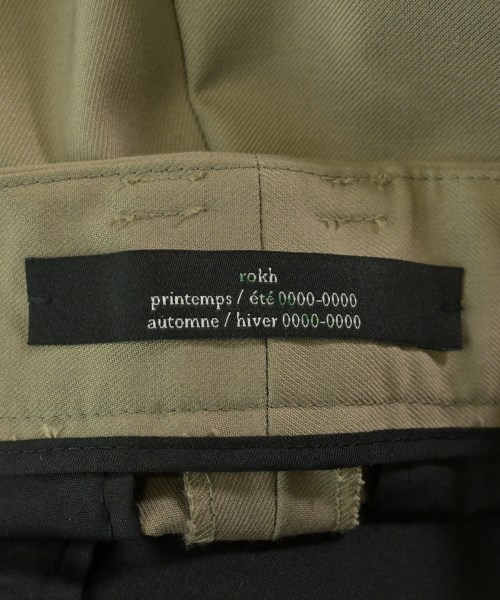 rokh
printemps / été 0000-0000
automne / hiver 0000-0000